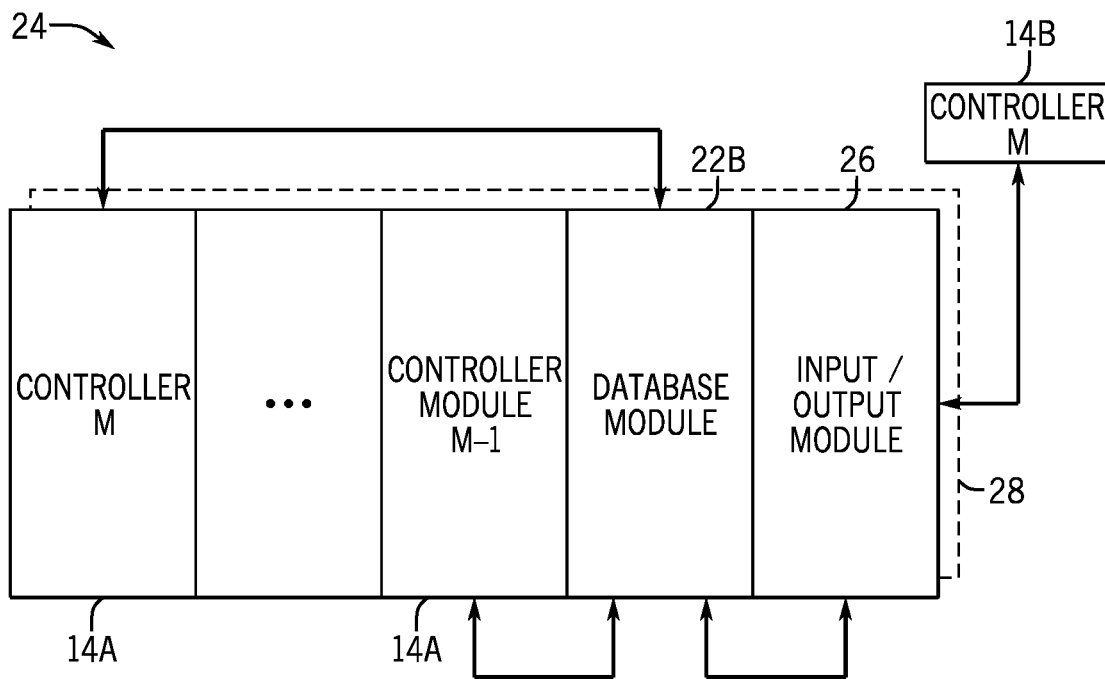 24
14B
CONTROLLER
M
22B
26
CONTROLLER
M
...
CONTROLLER
MODULE
M–1
DATABASE
MODULE
INPUT /
OUTPUT
MODULE
28
14A
14A